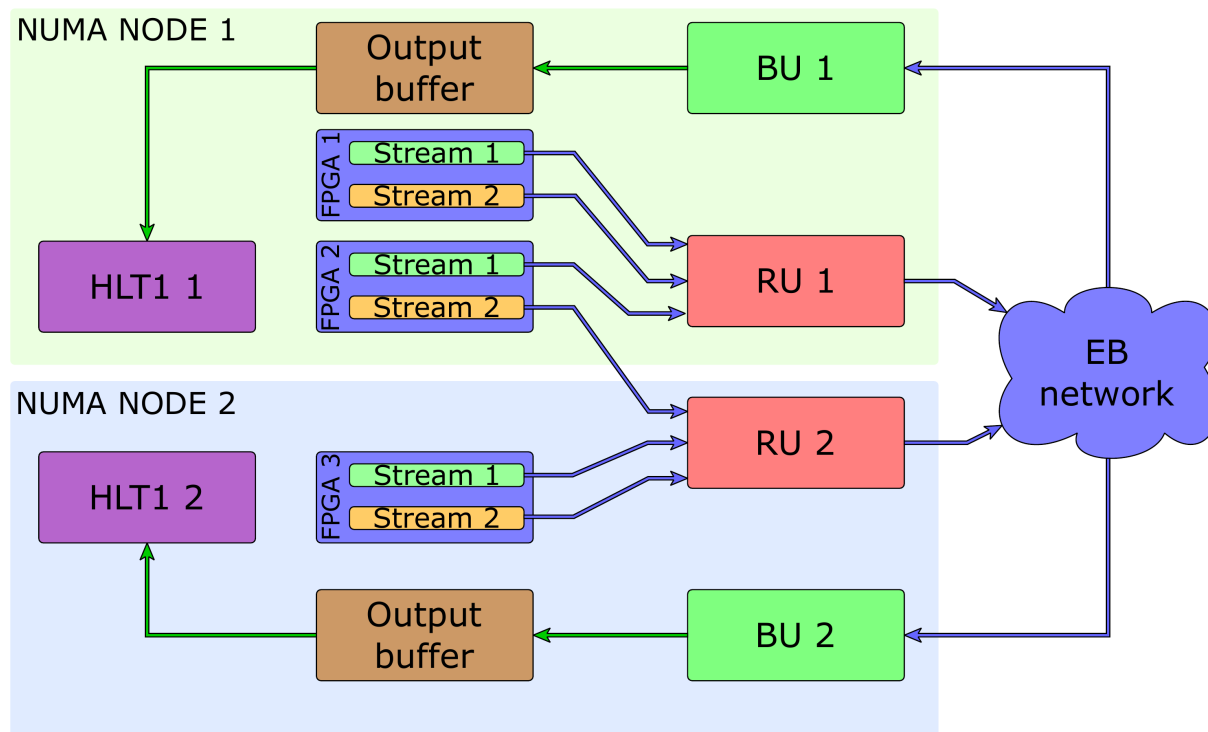 NUMA NODE 1
Output
buffer
BU 1
FPGA 1
Stream 1
Stream 2
FPGA 2
Stream 1
Stream 2
HLT1 1
RU 1
EB
network
NUMA NODE 2
RU 2
HLT1 2
FPGA 3
Stream 1
Stream 2
Output
buffer
BU 2